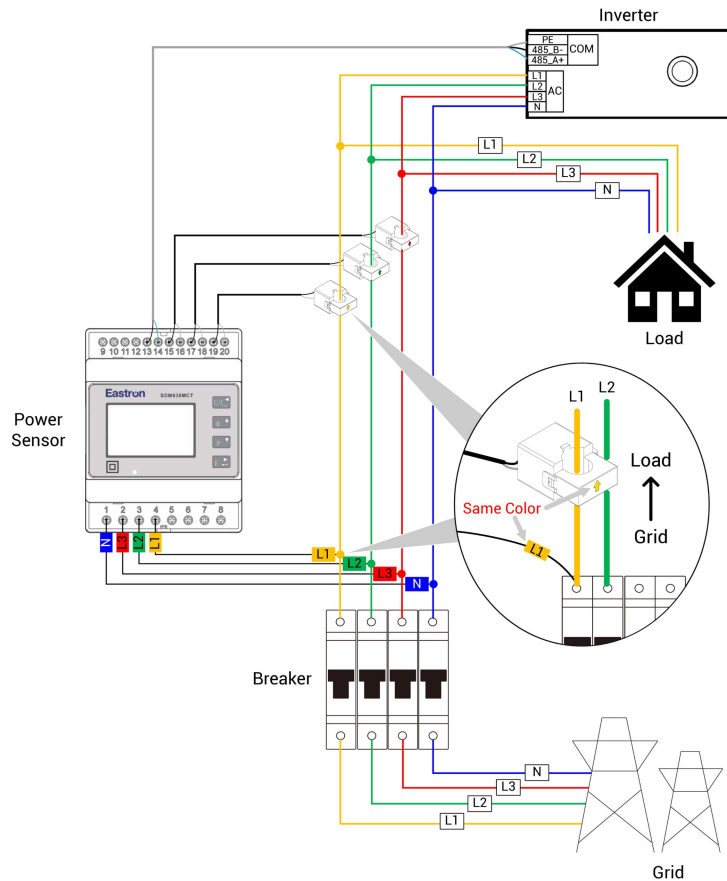 Inverter
PE
485_B-
485_A+
COM
L1
L2
L3
N
AC
L1
L2
L3
N
Load
9 10 11 12 13 14 15 16 17 18 19 20
Eastron
SDM630MCT
Power
Sensor
1 2 3 4 5 6 7 8
N
L3
L2
L1
L1
L2
L3
N
L1
L2
Load
Same Color
Grid
L1
Breaker
N
L3
L2
L1
Grid